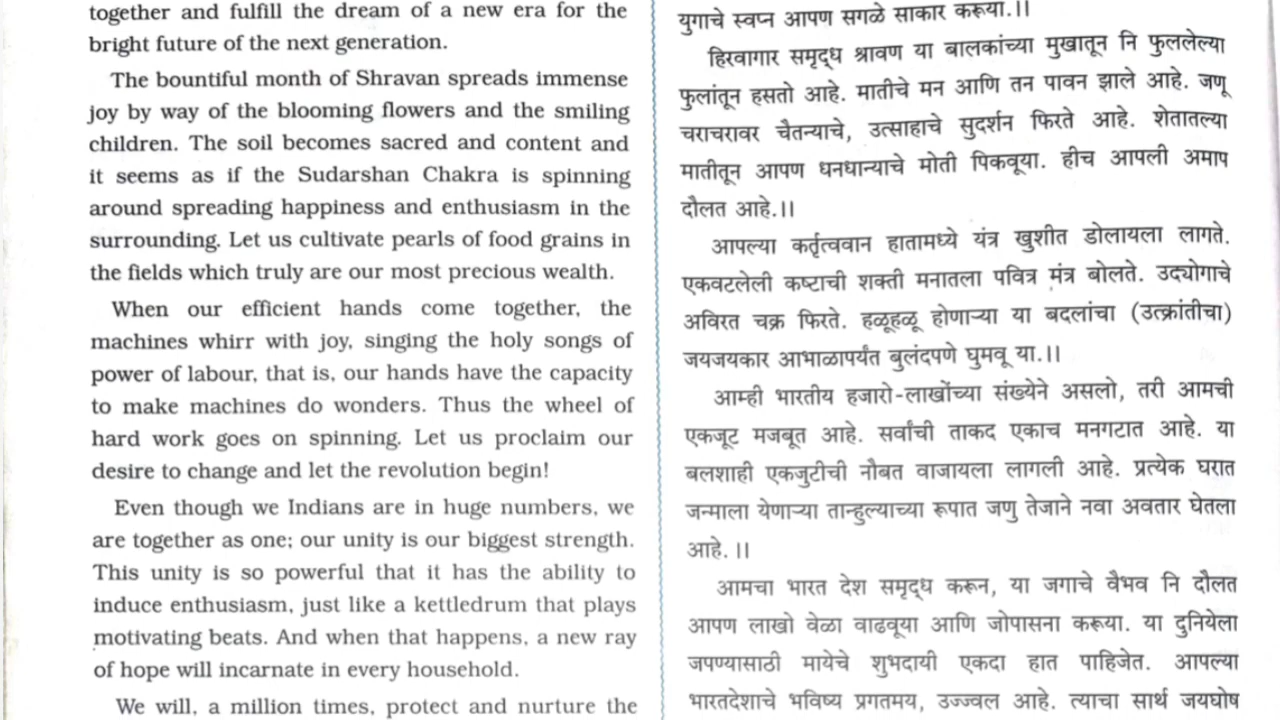 together and fulfill the dream of a new era for the
bright future of the next generation.
The bountiful month of Shravan spreads immense
joy by way of the blooming flowers and the smiling
children. The soil becomes sacred and content and
it seems as if the Sudarshan Chakra is spinning
around spreading happiness and enthusiasm in the
surrounding. Let us cultivate pearls of food grains in
the fields which truly are our most precious wealth.
When our efficient hands come together, the
machines whirr with joy, singing the holy songs of
power of labour, that is, our hands have the capacity
to make machines do wonders. Thus the wheel of
hard work goes on spinning. Let us proclaim our
desire to change and let the revolution begin!
Even though we Indians are in huge numbers, we
are together as one; our unity is our biggest strength.
This unity is so powerful that it has the ability to
induce enthusiasm, just like a kettledrum that plays
motivating beats. And when that happens, a new ray
of hope will incarnate in every household.
We will, a million times, protect and nurture the
युगाचे स्वप्न आपण सगळे साकार करूया.।।
हिरवागार समृद्ध श्रावण या बालकांच्या मुखातून नि फुललेल्या
फुलांतून हसतो आहे. मातीचे मन आणि तन पावन झाले आहे. जणू
चराचरावर चैतन्याचे, उत्साहाचे सुदर्शन फिरते आहे. शेतातल्या
मातीतून आपण धनधान्याचे मोती पिकवूया. हीच आपली अमाप
दौलत आहे.।।
आपल्या कर्तृत्ववान हातामध्ये यंत्र खुशीत डोलायला लागते.
एकवटलेली कष्टाची शक्ती मनातला पवित्र मंत्र बोलते. उद्योगाचे
अविरत चक्र फिरते. हळूहळू होणाऱ्या या बदलांचा (उत्क्रांतीचा)
जयजयकार आभाळापर्यंत बुलंदपणे घुमवू या.।।
आम्ही भारतीय हजारो-लाखोंच्या संख्येने असलो, तरी आमची
एकजूट मजबूत आहे. सर्वांची ताकद एकाच मनगटात आहे. या
बलशाही एकजुटीची नौबत वाजायला लागली आहे. प्रत्येक घरात
जन्माला येणाऱ्या तान्हुल्याच्या रूपात जणु तेजाने नवा अवतार घेतला
आहे. ।।
आमचा भारत देश समृद्ध करून, या जगाचे वैभव नि दौलत
आपण लाखो वेळा वाढवूया आणि जोपासना करूया. या दुनियेला
जपण्यासाठी मायेचे शुभदायी एकदा हात पाहिजेत. आपल्या
भारतदेशाचे भविष्य प्रगतमय, उज्ज्वल आहे. त्याचा सार्थ जयघोष